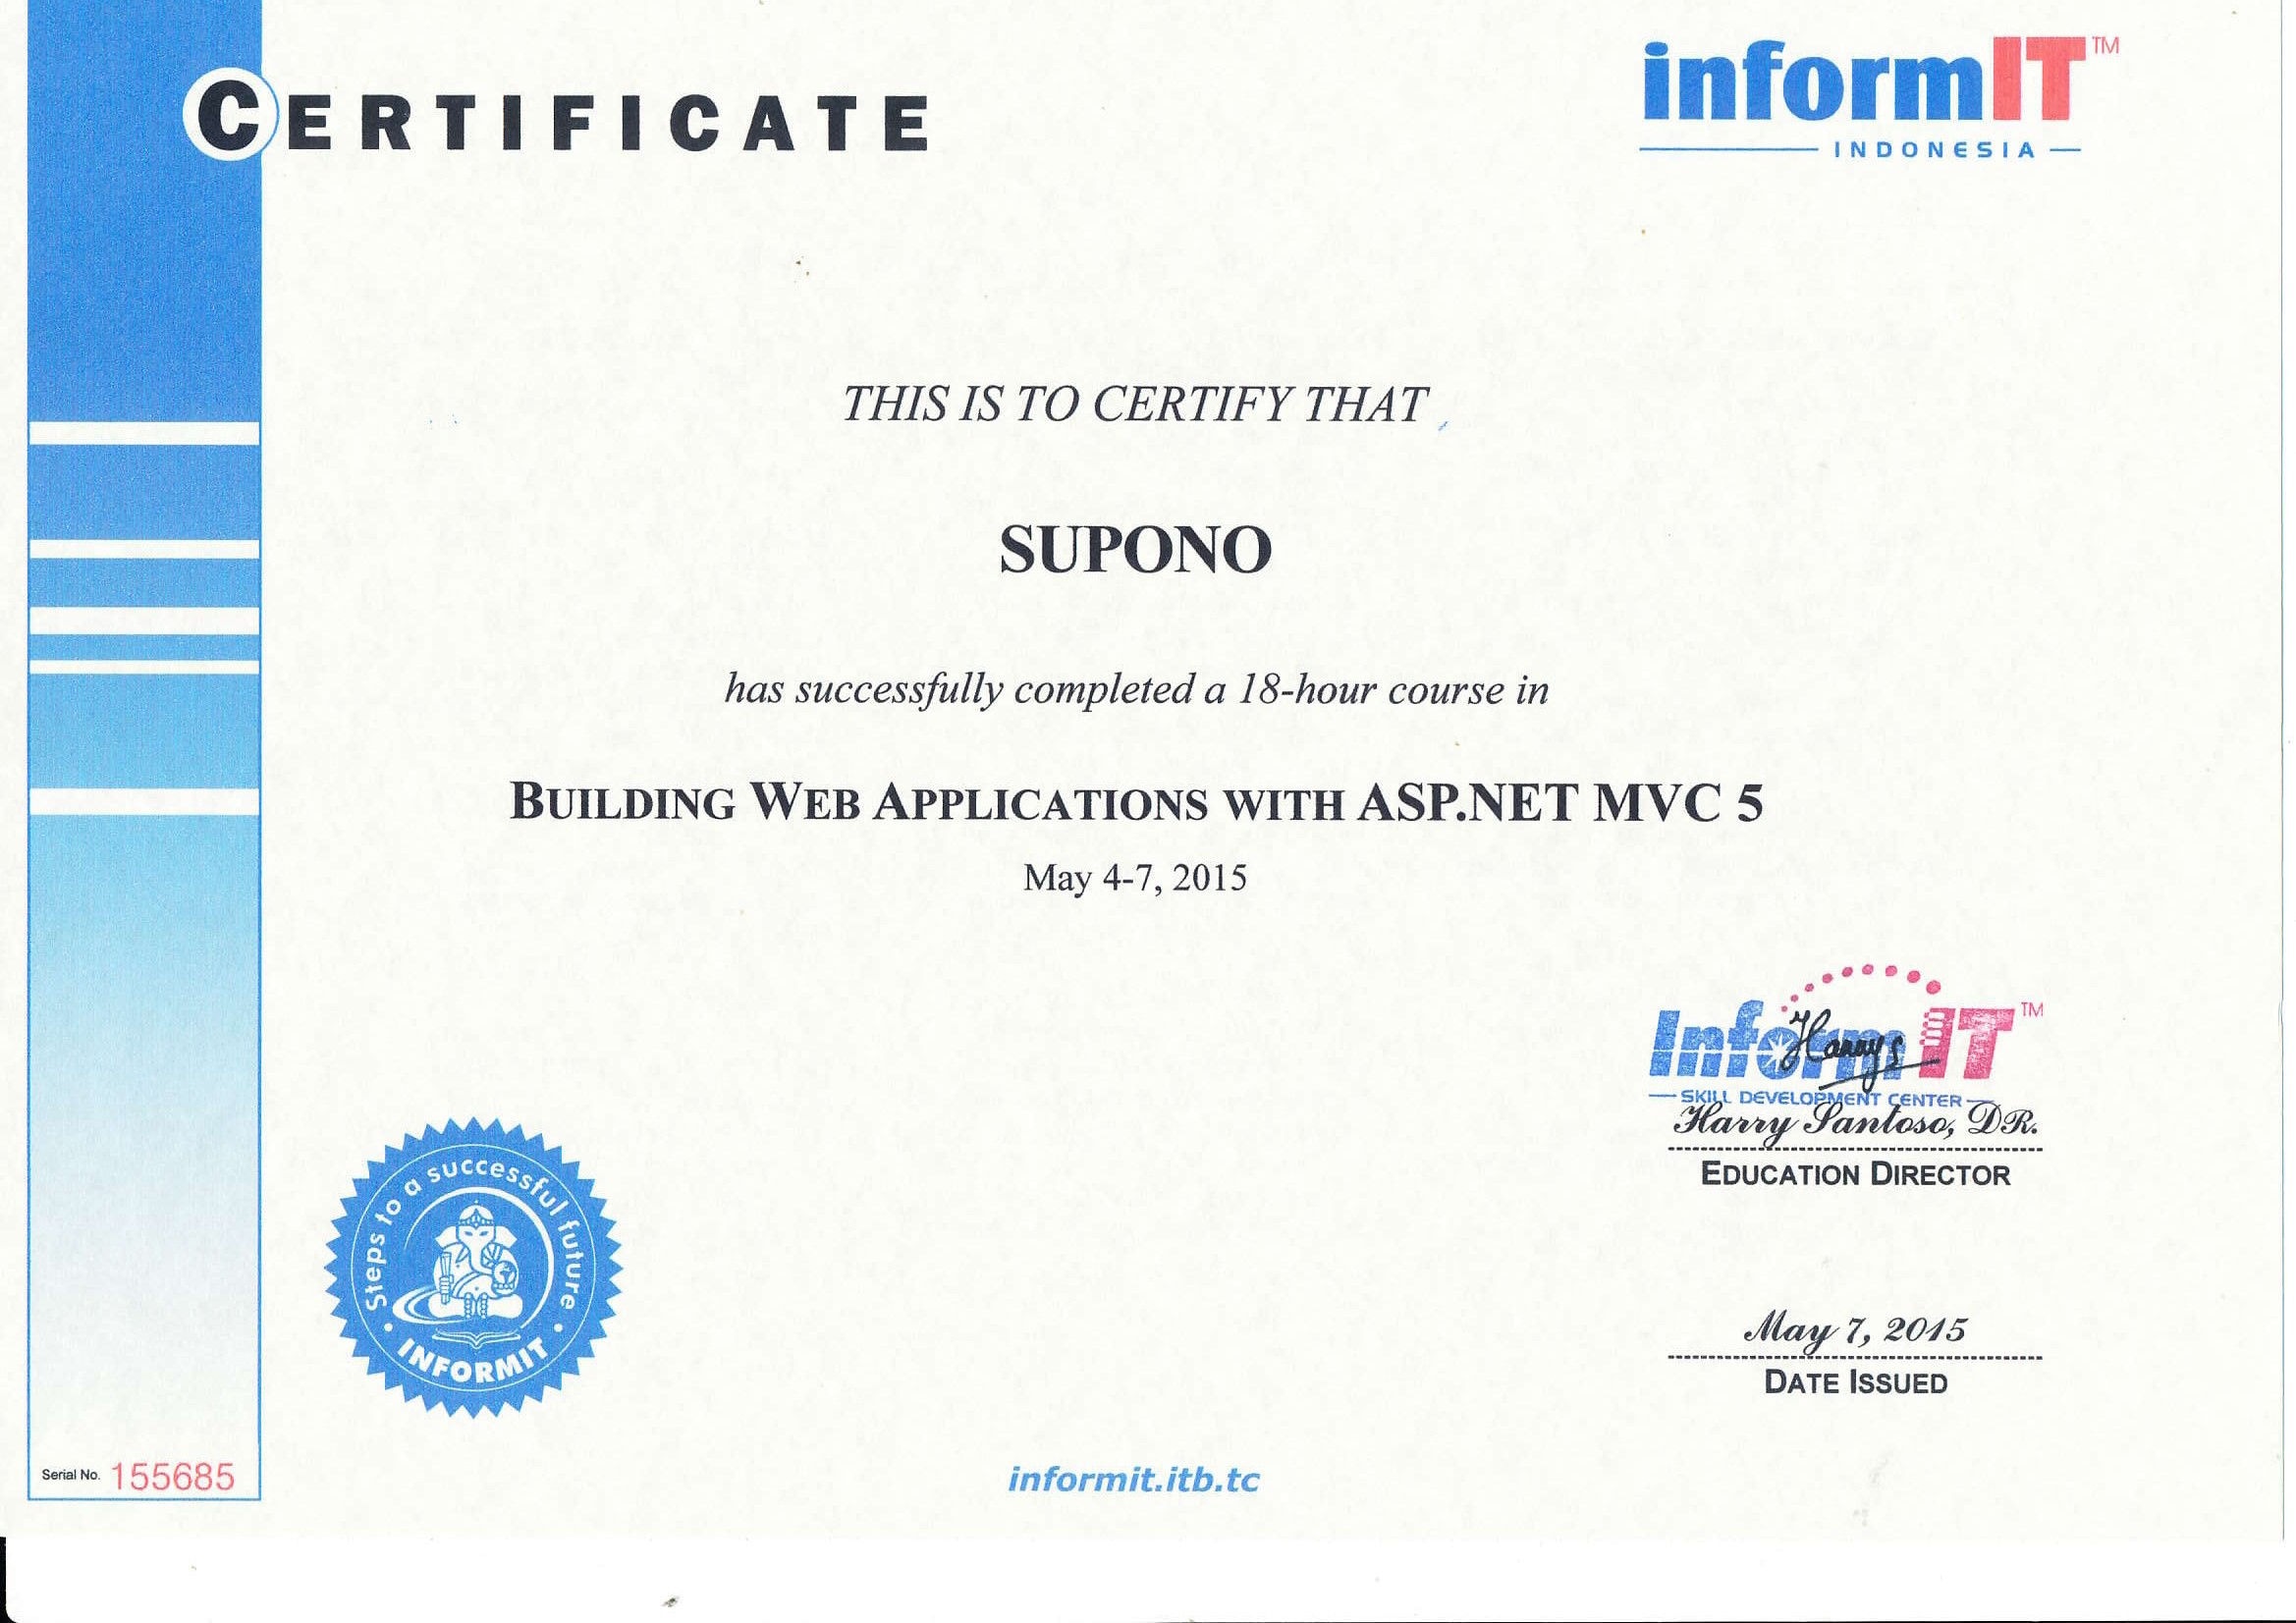 CERTIFICATE
informIT™
INDONESIA
THIS IS TO CERTIFY THAT
SUPONO
has successfully completed a 18-hour course in
BUILDING WEB APPLICATIONS WITH ASP.NET MVC 5
May 4-7, 2015
InformIT™
Harrys
SKILL DEVELOPMENT CENTER
Harry Santoso, DR.
EDUCATION DIRECTOR
Steps to a successful future
• INFORMIT •
May 7, 2015
DATE ISSUED
Serial No. 155685
informit.itb.tc